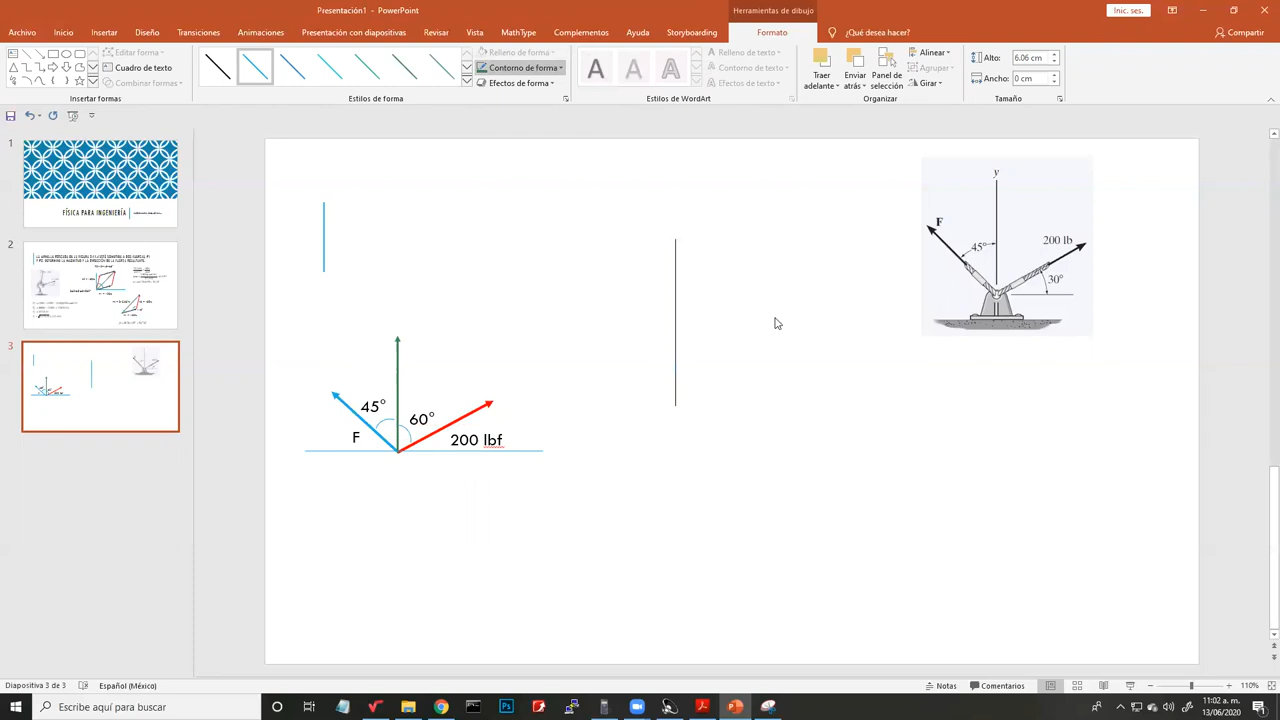 Presentación1 - PowerPoint
Herramientas de dibujo
Inic. ses.
Archivo
Inicio
Insertar
Diseño
Transiciones
Animaciones
Presentación con diapositivas
Revisar
Vista
MathType
Complementos
Ayuda
Storyboarding
Formato
¿Qué desea hacer?
Compartir
Editar forma
Cuadro de texto
Combinar formas
Insertar formas
Relleno de forma
Contorno de forma
Efectos de forma
Estilos de forma
A A A
Relleno de texto
Contorno de texto
Efectos de texto
Estilos de WordArt
Traer adelante
Enviar atrás
Panel de selección
Alinear
Agrupar
Girar
Organizar
Alto: 6.06 cm
Ancho: 0 cm
Tamaño
1
FÍSICA PARA INGENIERÍA
2
3
45°
60°
F
200 lbf
y
F
45°
200 lb
30°
Diapositiva 3 de 3
Español (México)
Notas
Comentarios
110%
Escribe aquí para buscar
11:02 a. m.
13/06/2020